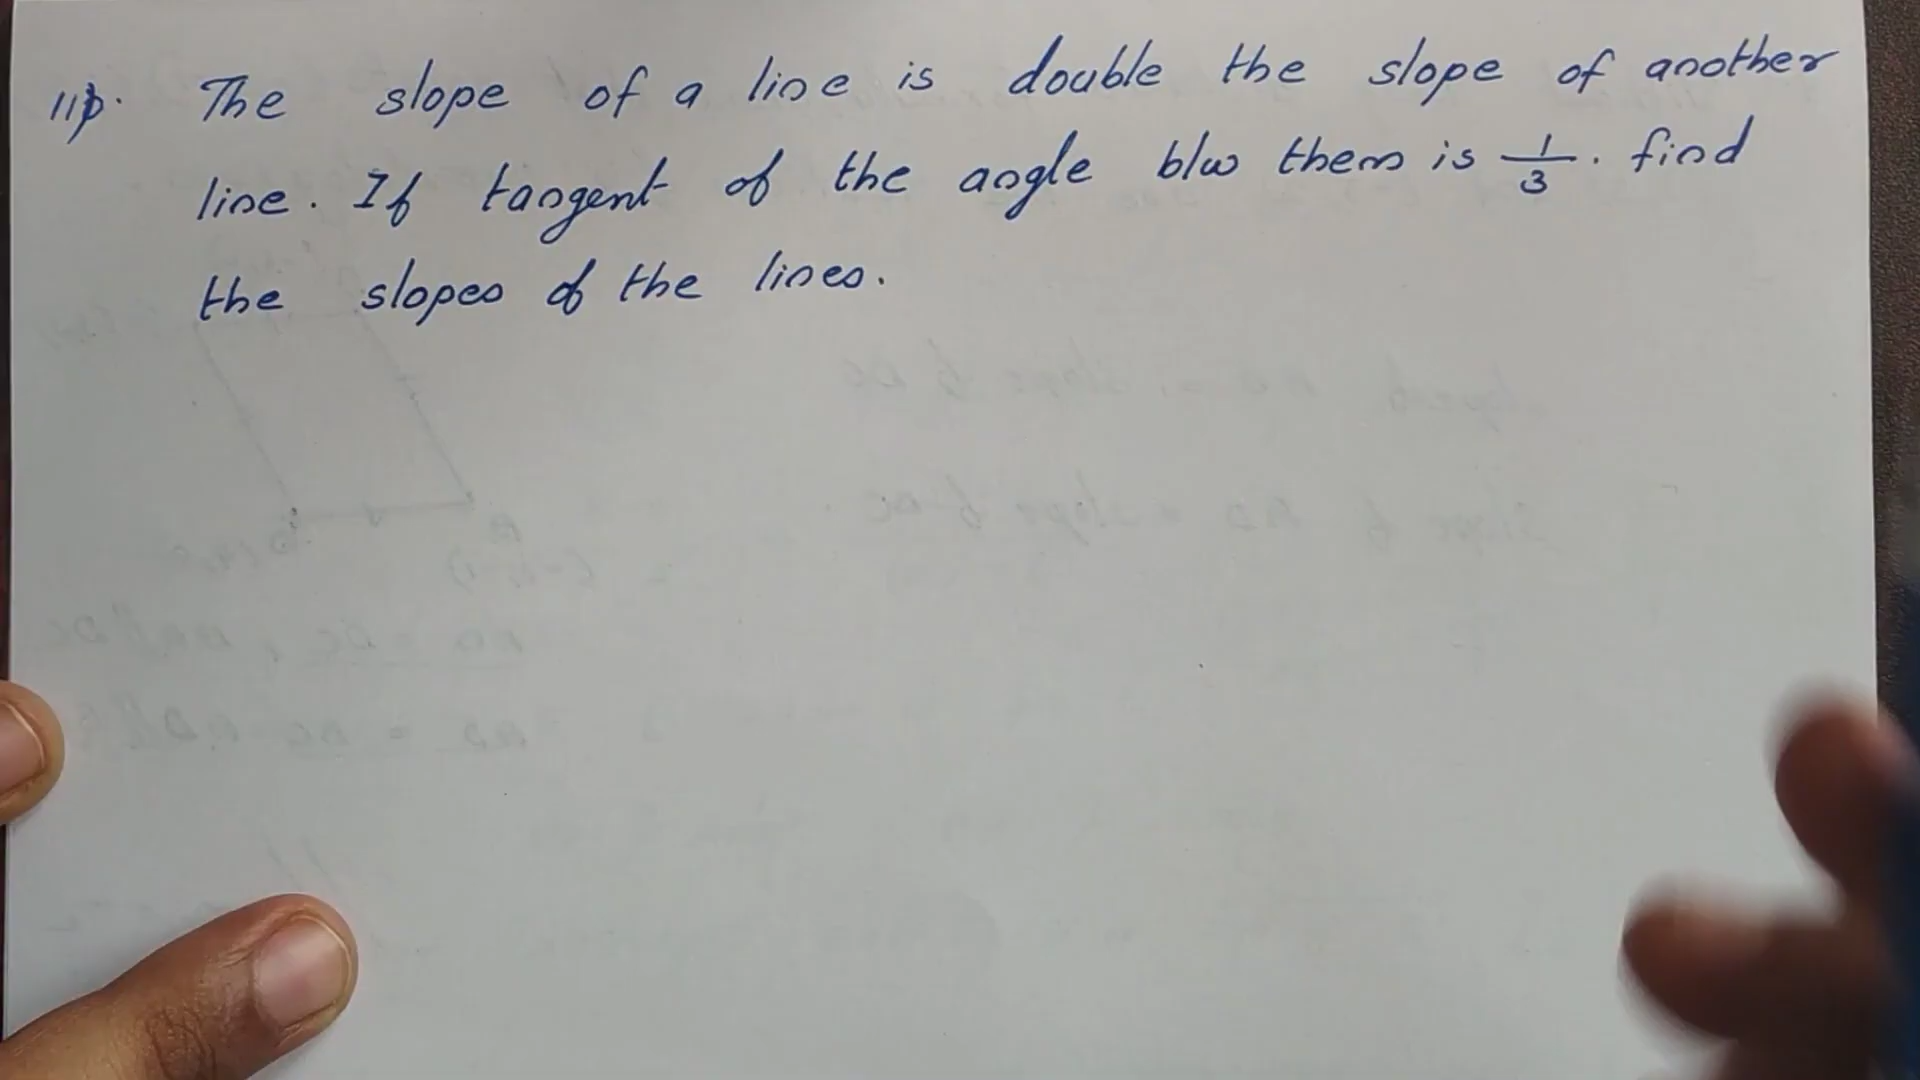 11). The slope of a line is double the slope of another
line. If tangent of the angle b/w them is 1/3. find
the slopes of the lines.